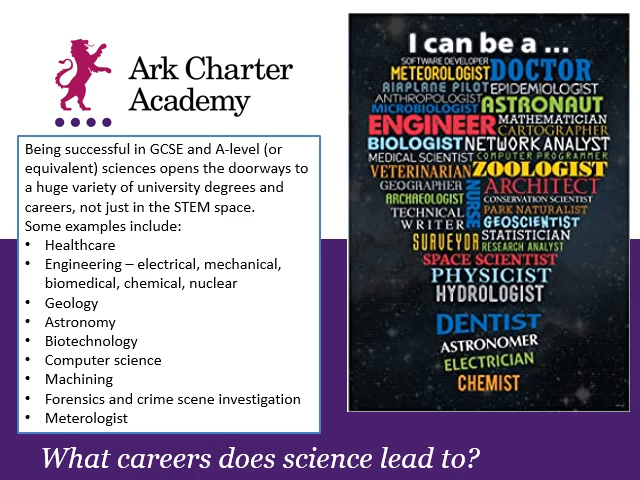 Ark Charter
Academy
Being successful in GCSE and A-level (or
equivalent) sciences opens the doorways to
a huge variety of university degrees and
careers, not just in the STEM space.
Some examples include:
• Healthcare
• Engineering – electrical, mechanical,
biomedical, chemical, nuclear
• Geology
• Astronomy
• Biotechnology
• Computer science
• Machining
• Forensics and crime scene investigation
• Meterologist
I can be a ...
SOFTWARE DEVELOPER
METEOROLOGIST DOCTOR
AIRPLANE PILOT EPIDEMIOLOGIST
ANTHROPOLOGIST ASTRONAUT
MICROBIOLOGIST
ENGINEER MATHEMATICIAN
CARTOGRAPHER
BIOLOGIST NETWORK ANALYST
MEDICAL SCIENTIST COMPUTER PROGRAMMER
VETERINARIAN ZOOLOGIST
GEOGRAPHER NURSE ARCHITECT
ARCHAEOLOGIST CONSERVATION SCIENTIST
TECHNICAL PARK NATURALIST
WRITER GEOSCIENTIST
SURVEYOR STATISTICIAN
RESEARCH ANALYST
SPACE SCIENTIST
PHYSICIST
HYDROLOGIST
DENTIST
ASTRONOMER
ELECTRICIAN
CHEMIST
What careers does science lead to?